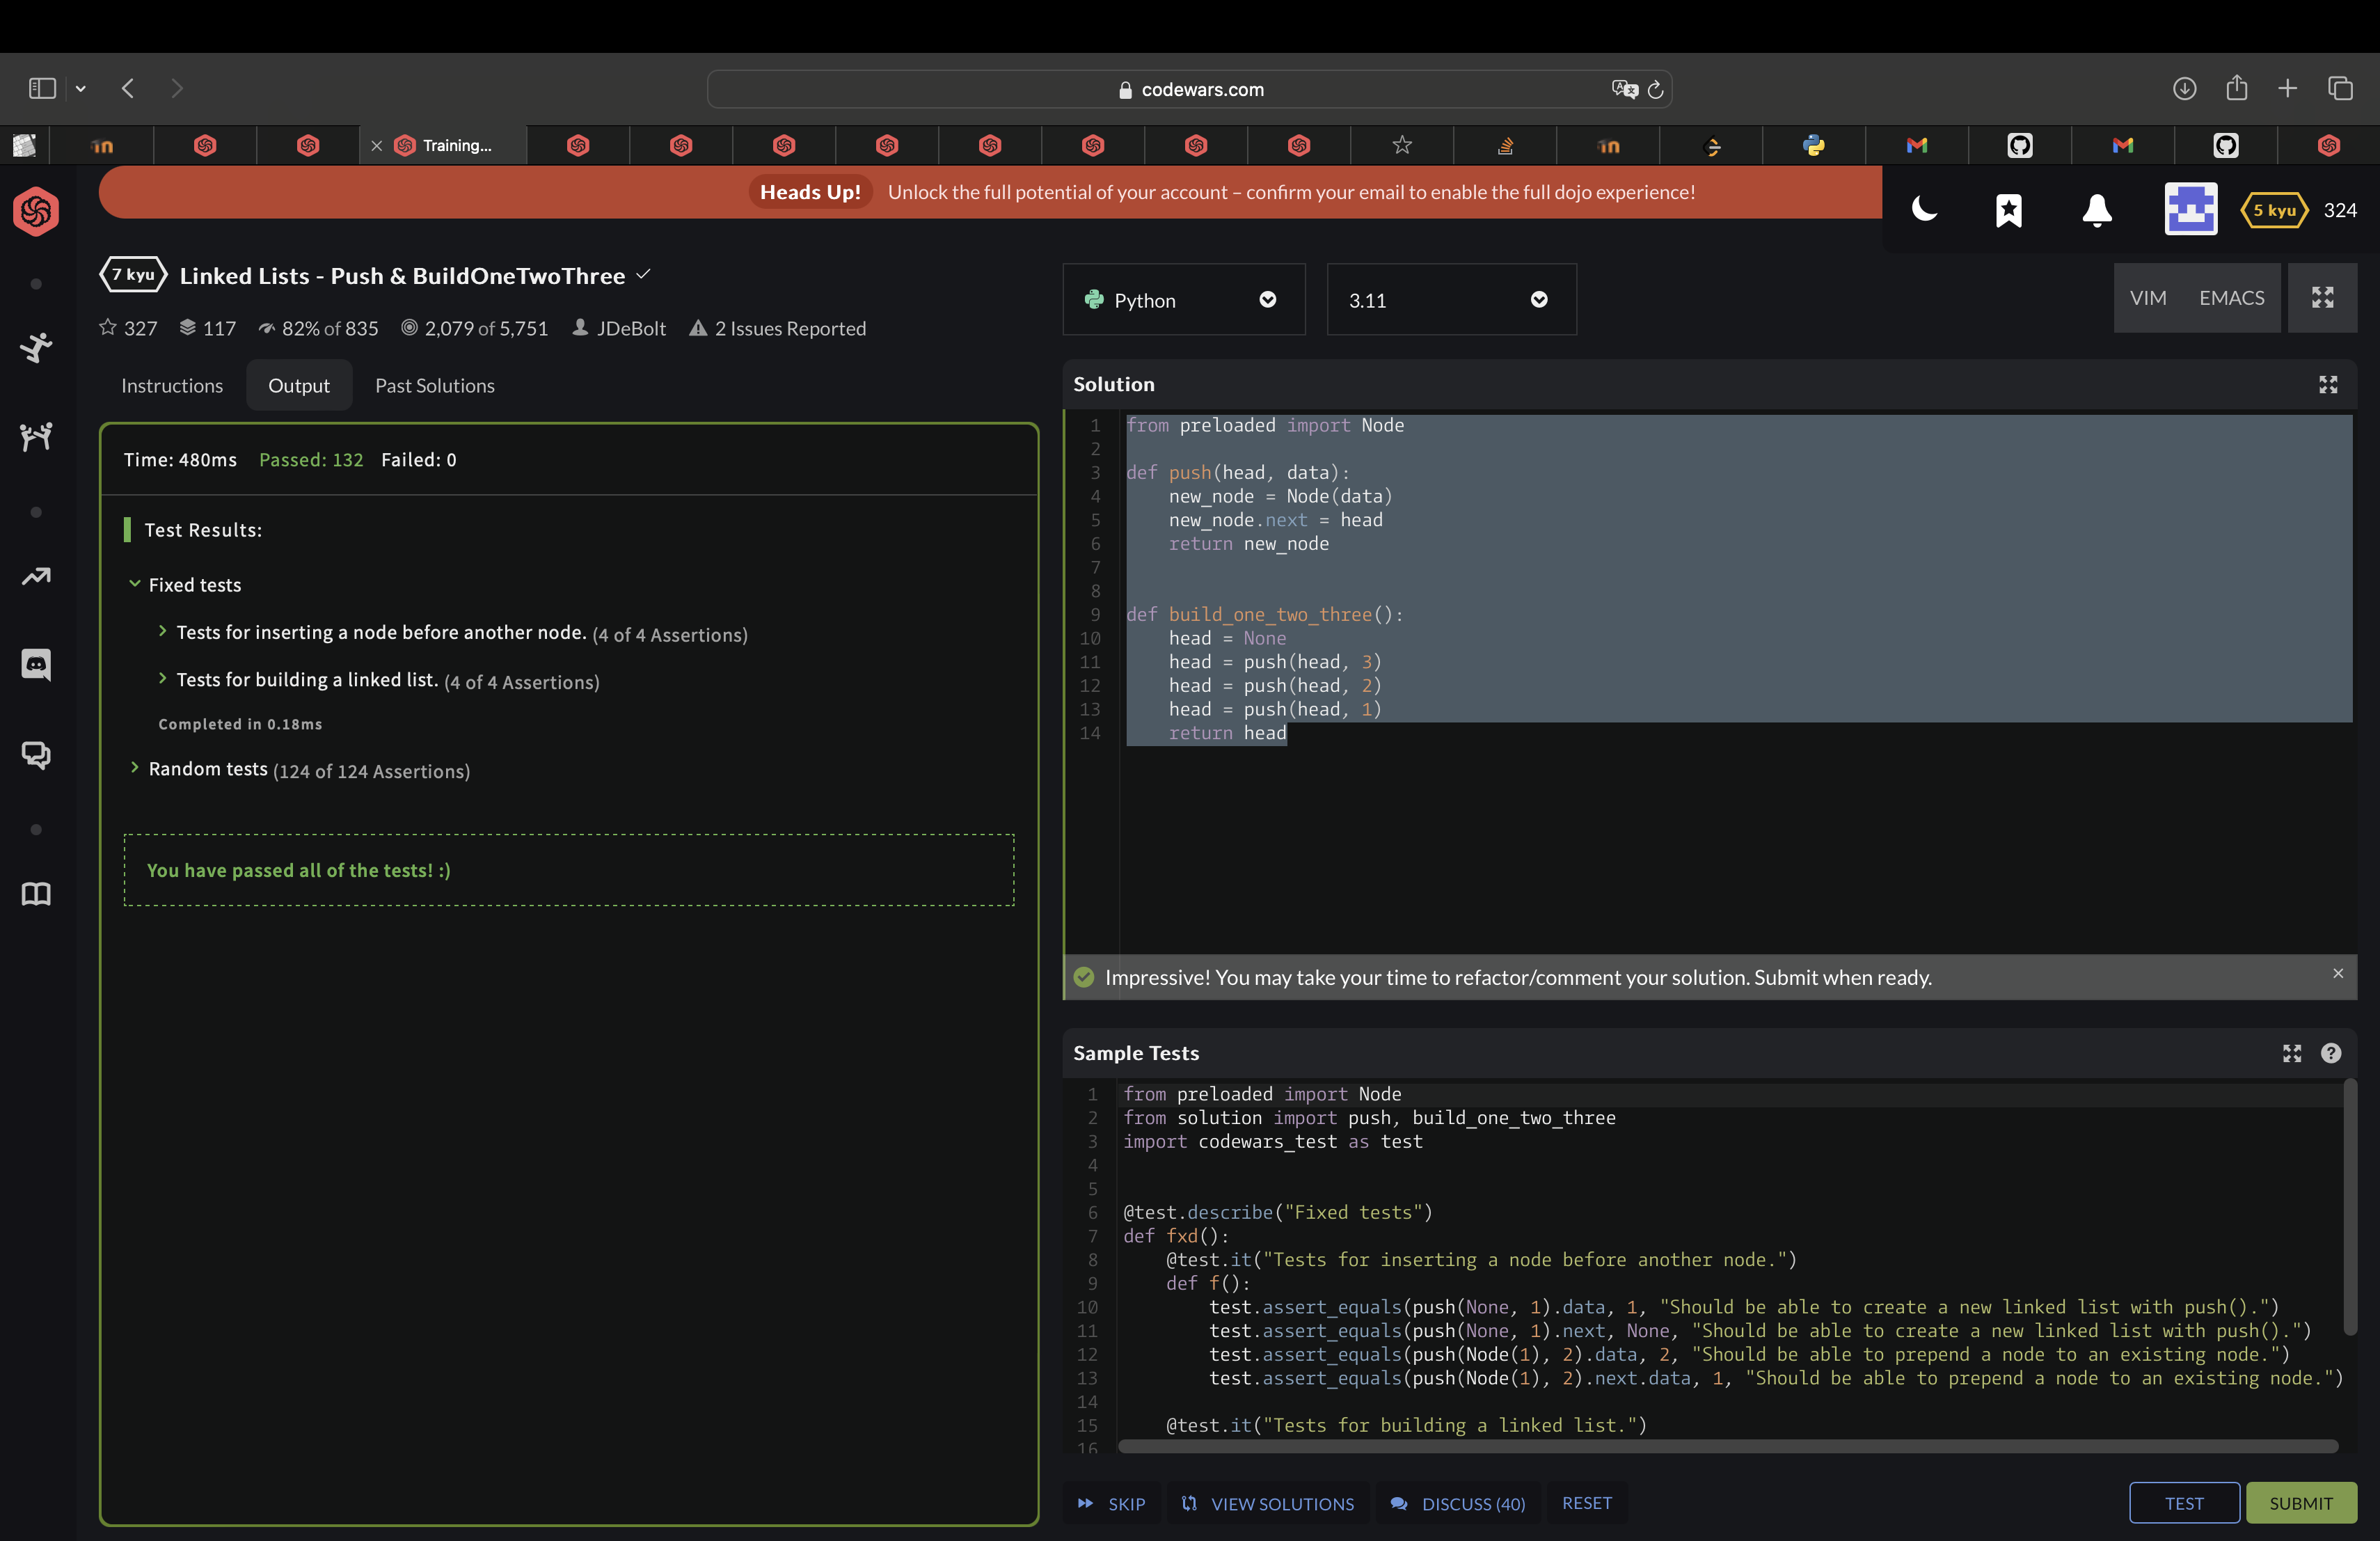 codewars.com
Training...
Heads Up! Unlock the full potential of your account – confirm your email to enable the full dojo experience!
5 kyu 324
7 kyu Linked Lists - Push & BuildOneTwoThree
327 117 82% of 835 2,079 of 5,751 JDeBolt 2 Issues Reported
Instructions Output Past Solutions
Time: 480ms Passed: 132 Failed: 0
Test Results:
Fixed tests
Tests for inserting a node before another node. (4 of 4 Assertions)
Tests for building a linked list. (4 of 4 Assertions)
Completed in 0.18ms
Random tests (124 of 124 Assertions)
You have passed all of the tests! :)
Python 3.11 VIM EMACS
Solution
1 from preloaded import Node
2
3 def push(head, data):
4     new_node = Node(data)
5     new_node.next = head
6     return new_node
7
8
9 def build_one_two_three():
10     head = None
11     head = push(head, 3)
12     head = push(head, 2)
13     head = push(head, 1)
14     return head
Impressive! You may take your time to refactor/comment your solution. Submit when ready.
Sample Tests
1 from preloaded import Node
2 from solution import push, build_one_two_three
3 import codewars_test as test
4
5
6 @test.describe("Fixed tests")
7 def fxd():
8     @test.it("Tests for inserting a node before another node.")
9     def f():
10         test.assert_equals(push(None, 1).data, 1, "Should be able to create a new linked list with push().")
11         test.assert_equals(push(None, 1).next, None, "Should be able to create a new linked list with push().")
12         test.assert_equals(push(Node(1), 2).data, 2, "Should be able to prepend a node to an existing node.")
13         test.assert_equals(push(Node(1), 2).next.data, 1, "Should be able to prepend a node to an existing node.")
14
15     @test.it("Tests for building a linked list.")
16
SKIP VIEW SOLUTIONS DISCUSS (40) RESET TEST SUBMIT